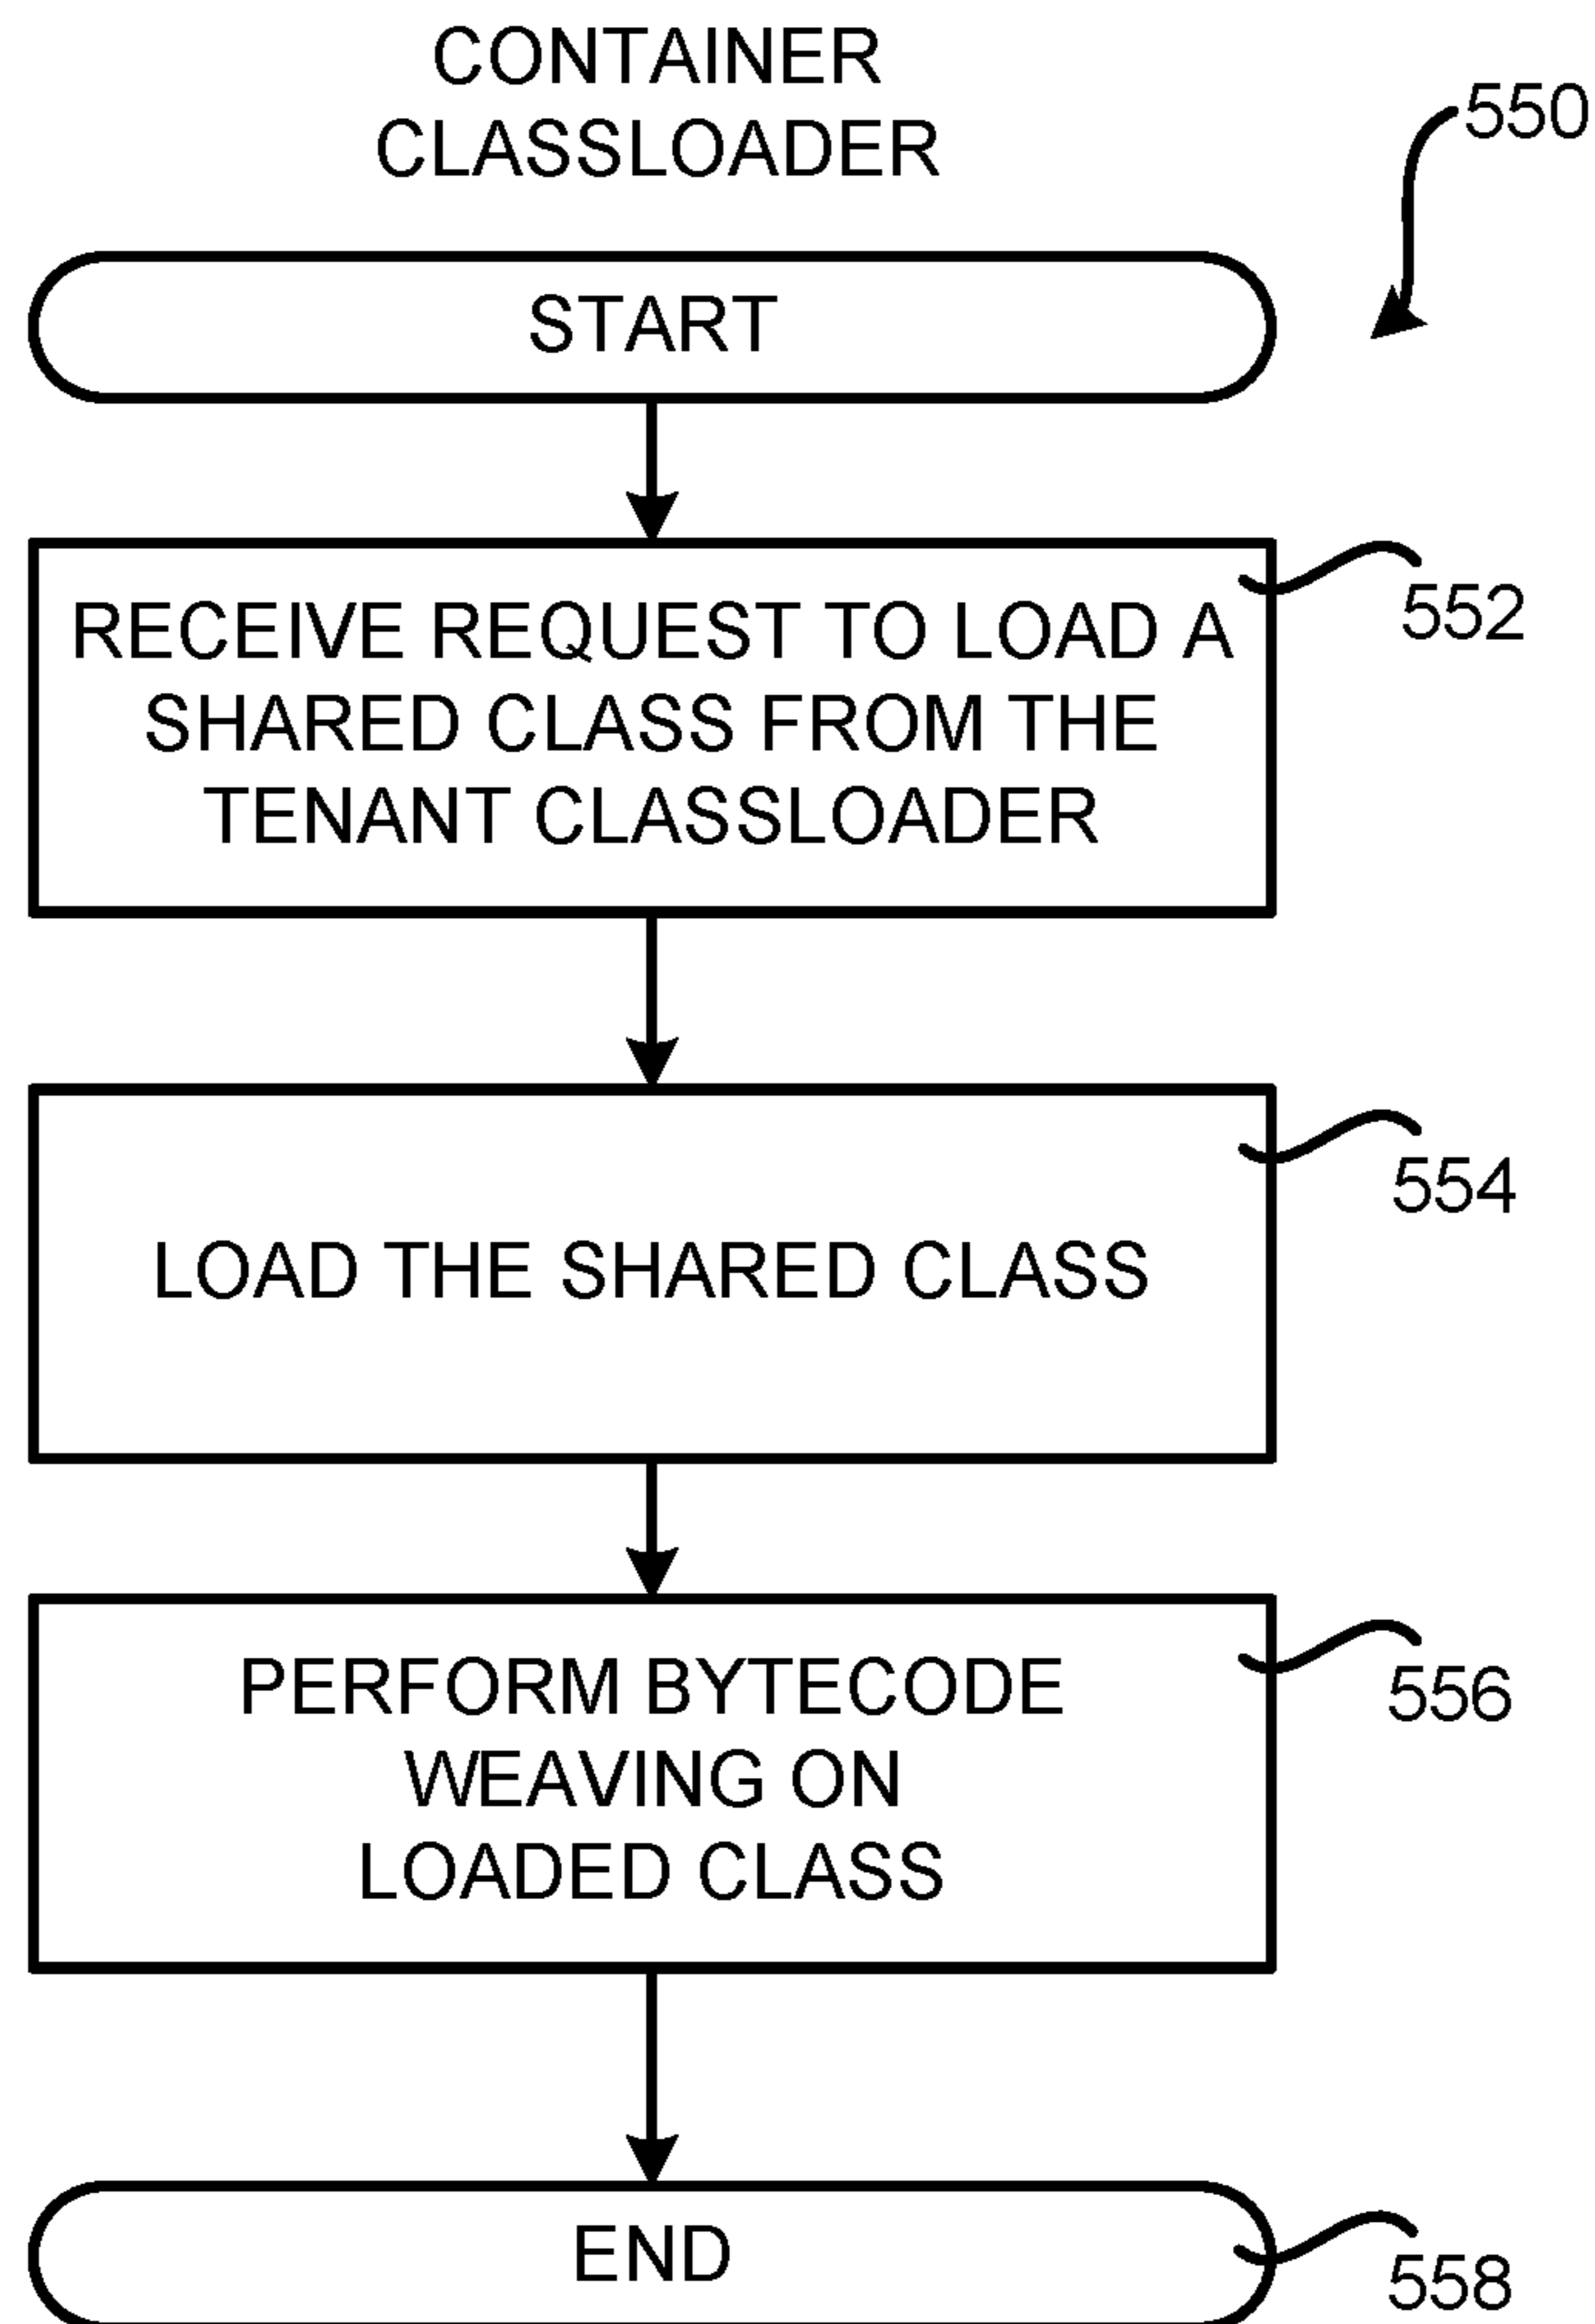 CONTAINER
CLASSLOADER
550
START
RECEIVE REQUEST TO LOAD A
SHARED CLASS FROM THE
TENANT CLASSLOADER
552
LOAD THE SHARED CLASS
554
PERFORM BYTECODE
WEAVING ON
LOADED CLASS
556
END
558